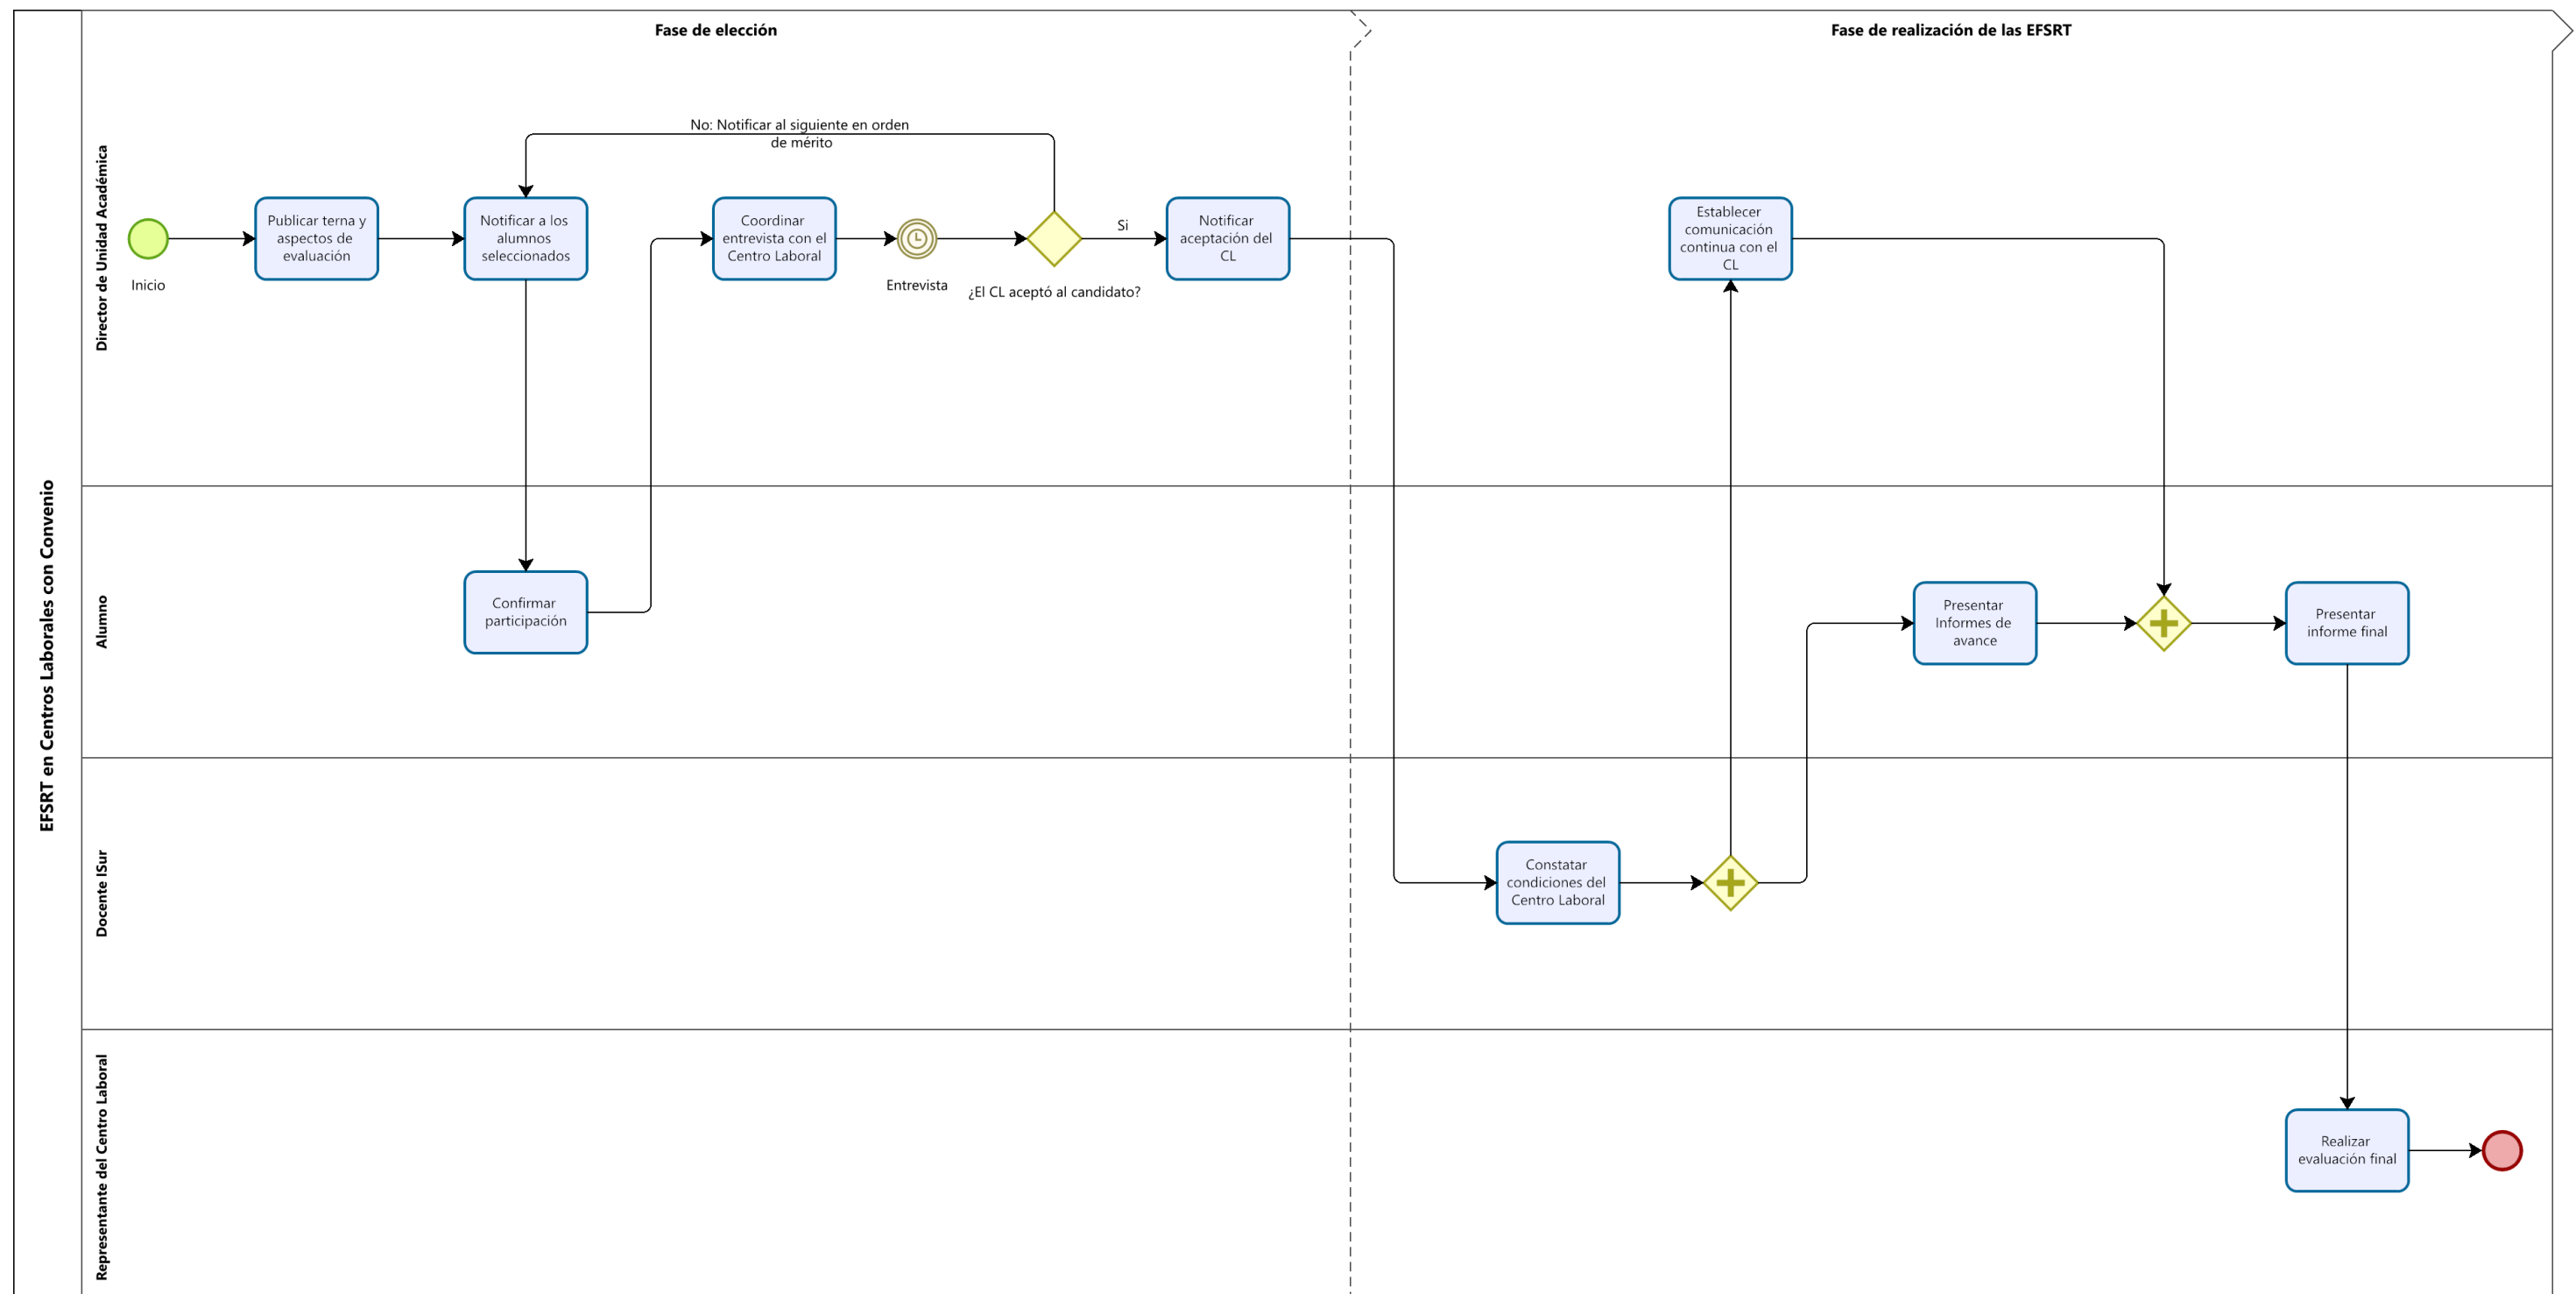 EFSRT en Centros Laborales con Convenio
Fase de elección
Fase de realización de las EFSRT
Director de Unidad Académica
No: Notificar al siguiente en orden
de mérito
Inicio
Publicar terna y
aspectos de
evaluación
Notificar a los
alumnos
seleccionados
Coordinar
entrevista con el
Centro Laboral
Entrevista
¿El CL aceptó al candidato?
Si
Notificar
aceptación del
CL
Establecer
comunicación
continua con el
CL
Alumno
Confirmar
participación
Presentar
Informes de
avance
Presentar
informe final
Docente ISur
Constatar
condiciones del
Centro Laboral
Representante del Centro Laboral
Realizar
evaluación final